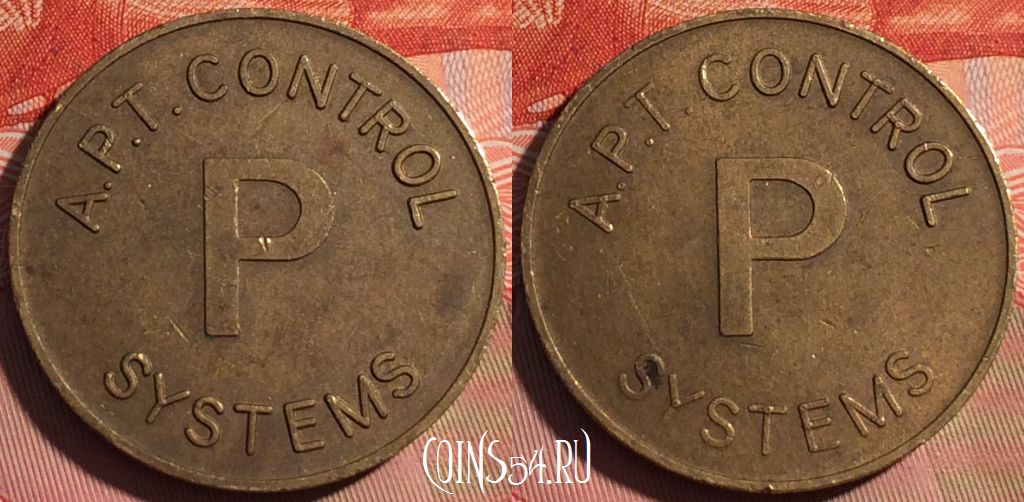 A.P.T. CONTROL
P
SYSTEMS
A.P.T. CONTROL
P
SYSTEMS
COINS54.RU